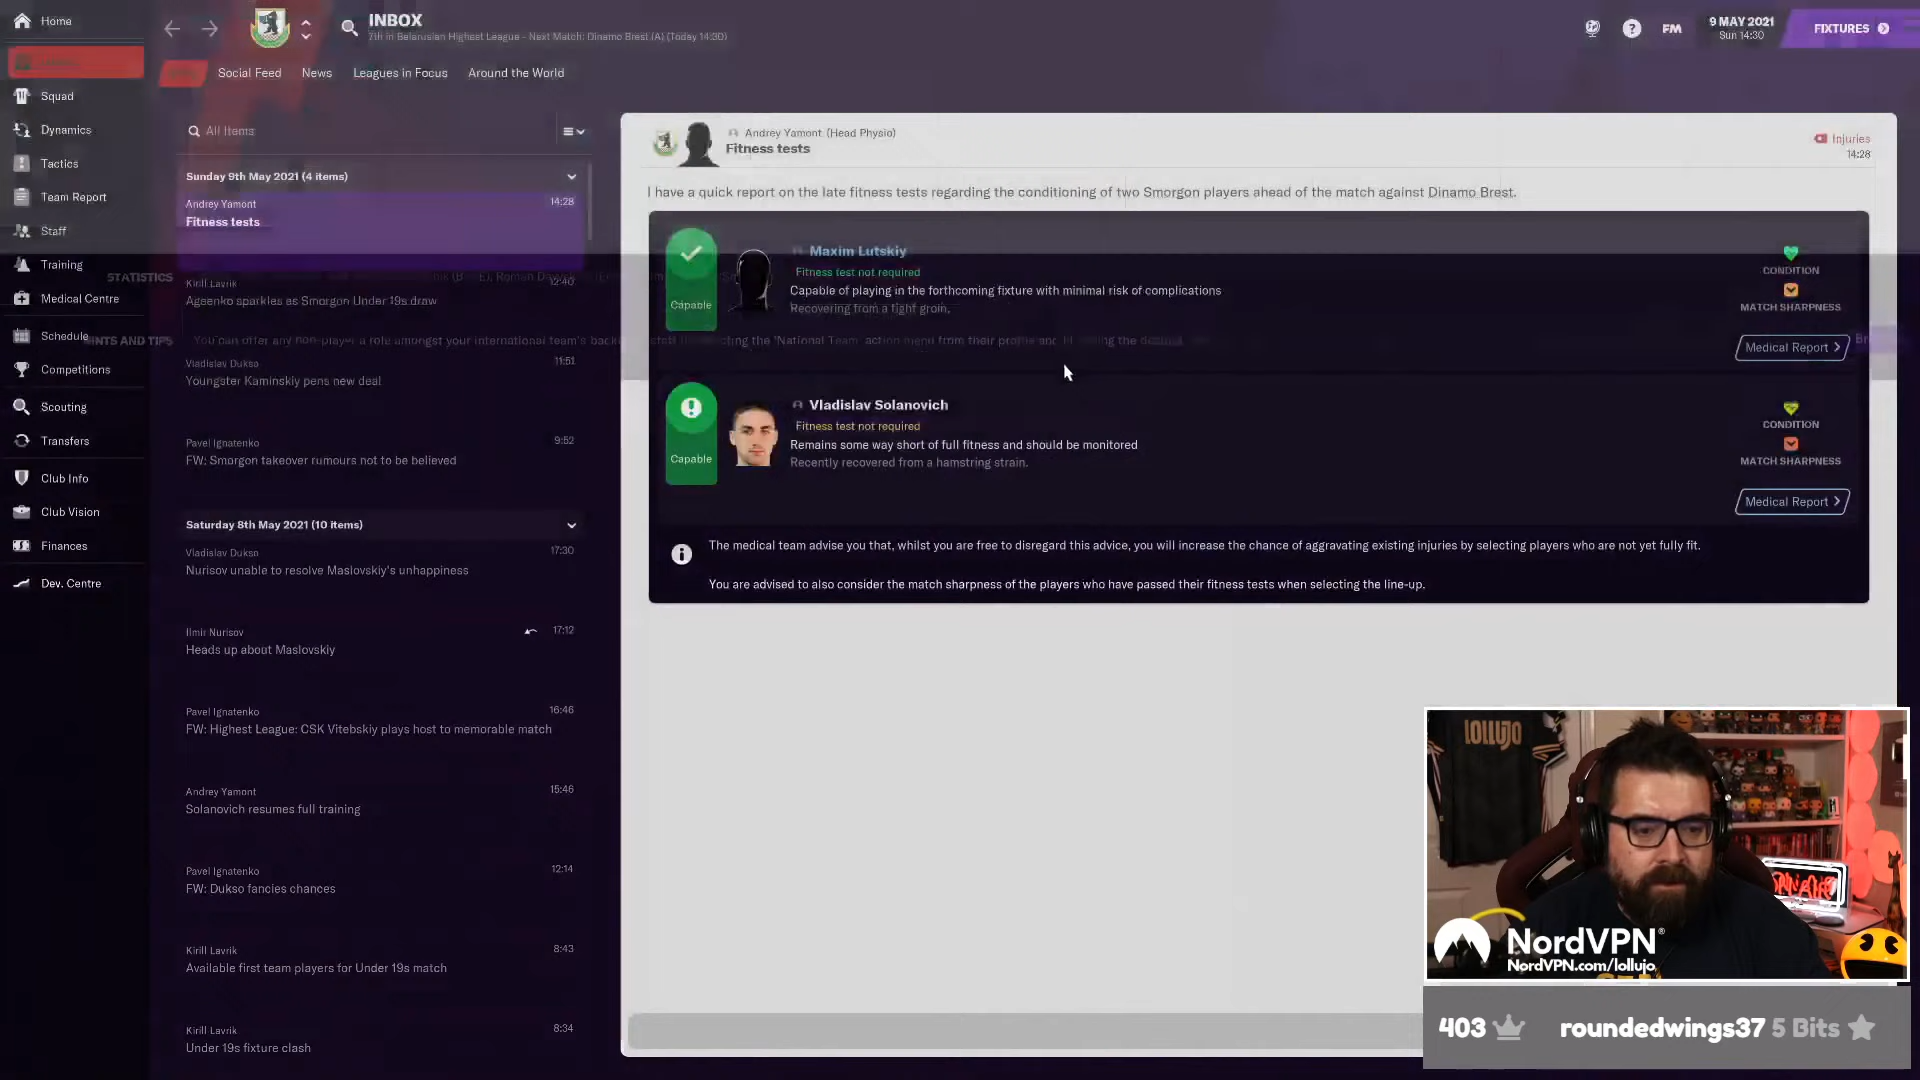 Home
INBOX
7th in Belarusian Highest League - Next Match: Dinamo Brest (A) (Today 14:30)
FM
9 MAY 2021
Sun 14:30
FIXTURES
Social Feed
News
Leagues in Focus
Around the World
Squad
Dynamics
Tactics
Team Report
Staff
Training
Medical Centre
Schedule
Competitions
Scouting
Transfers
Club Info
Club Vision
Finances
Dev. Centre
STATISTICS
HINTS AND TIPS
All Items
Sunday 9th May 2021 (4 items)
Andrey Yamont
14:28
Fitness tests
Kirill Lavrik
12:40
Ageenko sparkles as Smorgon Under 19s draw
Vladislav Dukso
11:51
Youngster Kaminskiy pens new deal
Pavel Ignatenko
9:52
FW: Smorgon takeover rumours not to be believed
Saturday 8th May 2021 (10 items)
Vladislav Dukso
17:30
Nurisov unable to resolve Maslovskiy's unhappiness
Ilmir Nurisov
17:12
Heads up about Maslovskiy
Pavel Ignatenko
16:46
FW: Highest League: CSK Vitebskiy plays host to memorable match
Andrey Yamont
15:46
Solanovich resumes full training
Pavel Ignatenko
12:14
FW: Dukso fancies chances
Kirill Lavrik
8:43
Available first team players for Under 19s match
Kirill Lavrik
8:34
Under 19s fixture clash
Andrey Yamont (Head Physio)
Fitness tests
Injuries
14:28
I have a quick report on the late fitness tests regarding the conditioning of two Smorgon players ahead of the match against Dinamo Brest.
Capable
Maxim Lutskiy
Fitness test not required
Capable of playing in the forthcoming fixture with minimal risk of complications
Recovering from a tight groin.
CONDITION
MATCH SHARPNESS
Medical Report
You can offer any non-player a role amongst your international team's
Capable
Vladislav Solanovich
Fitness test not required
Remains some way short of full fitness and should be monitored
Recently recovered from a hamstring strain.
CONDITION
MATCH SHARPNESS
Medical Report
The medical team advise you that, whilst you are free to disregard this advice, you will increase the chance of aggravating existing injuries by selecting players who are not yet fully fit.
You are advised to also consider the match sharpness of the players who have passed their fitness tests when selecting the line-up.
LOLLUJO
NordVPN®
NordVPN.com/lollujo
403
roundedwings37 5 Bits